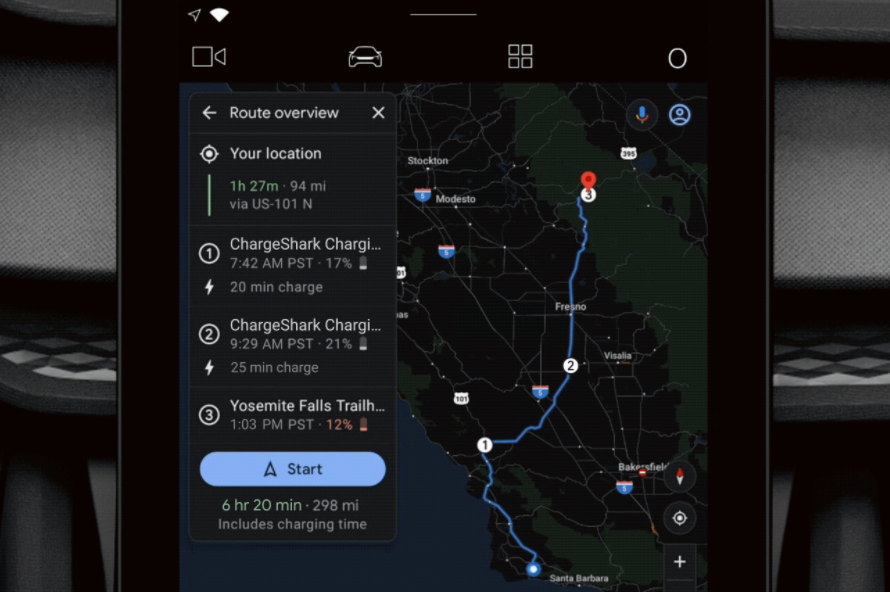 Route overview
Your location
1h 27m · 94 mi
via US-101 N
1
ChargeShark Chargi...
7:42 AM PST · 17%
20 min charge
2
ChargeShark Chargi...
9:29 AM PST · 21%
25 min charge
3
Yosemite Falls Trailh...
1:03 PM PST · 12%
Start
6 hr 20 min · 298 mi
Includes charging time
395
Stockton
3
5
Modesto
5
01
Fresno
as
Visalia
2
5
101
1
Bakersfield
5
+
Santa Barbara